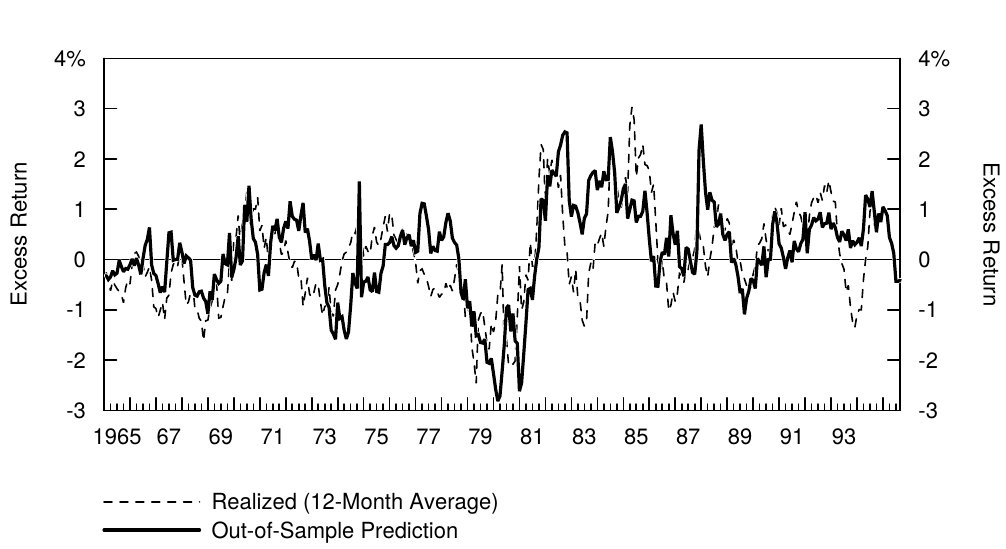 4% 4%
3 3
2 2
1 1
0 0
-1 -1
-2 -2
-3 -3
Excess Return
Excess Return
1965 67 69 71 73 75 77 79 81 83 85 87 89 91 93
Realized (12-Month Average)
Out-of-Sample Prediction